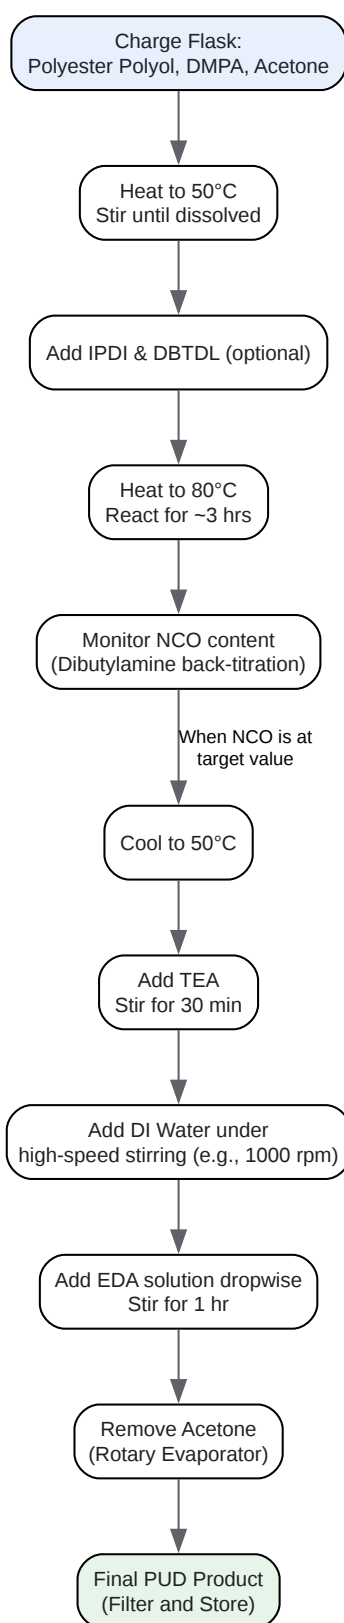 Charge Flask:
Polyester Polyol, DMPA, Acetone
Heat to 50°C
Stir until dissolved
Add IPDI & DBTDL (optional)
Heat to 80°C
React for ~3 hrs
Monitor NCO content
(Dibutylamine back-titration)
When NCO is at
target value
Cool to 50°C
Add TEA
Stir for 30 min
Add DI Water under
high-speed stirring (e.g., 1000 rpm)
Add EDA solution dropwise
Stir for 1 hr
Remove Acetone
(Rotary Evaporator)
Final PUD Product
(Filter and Store)